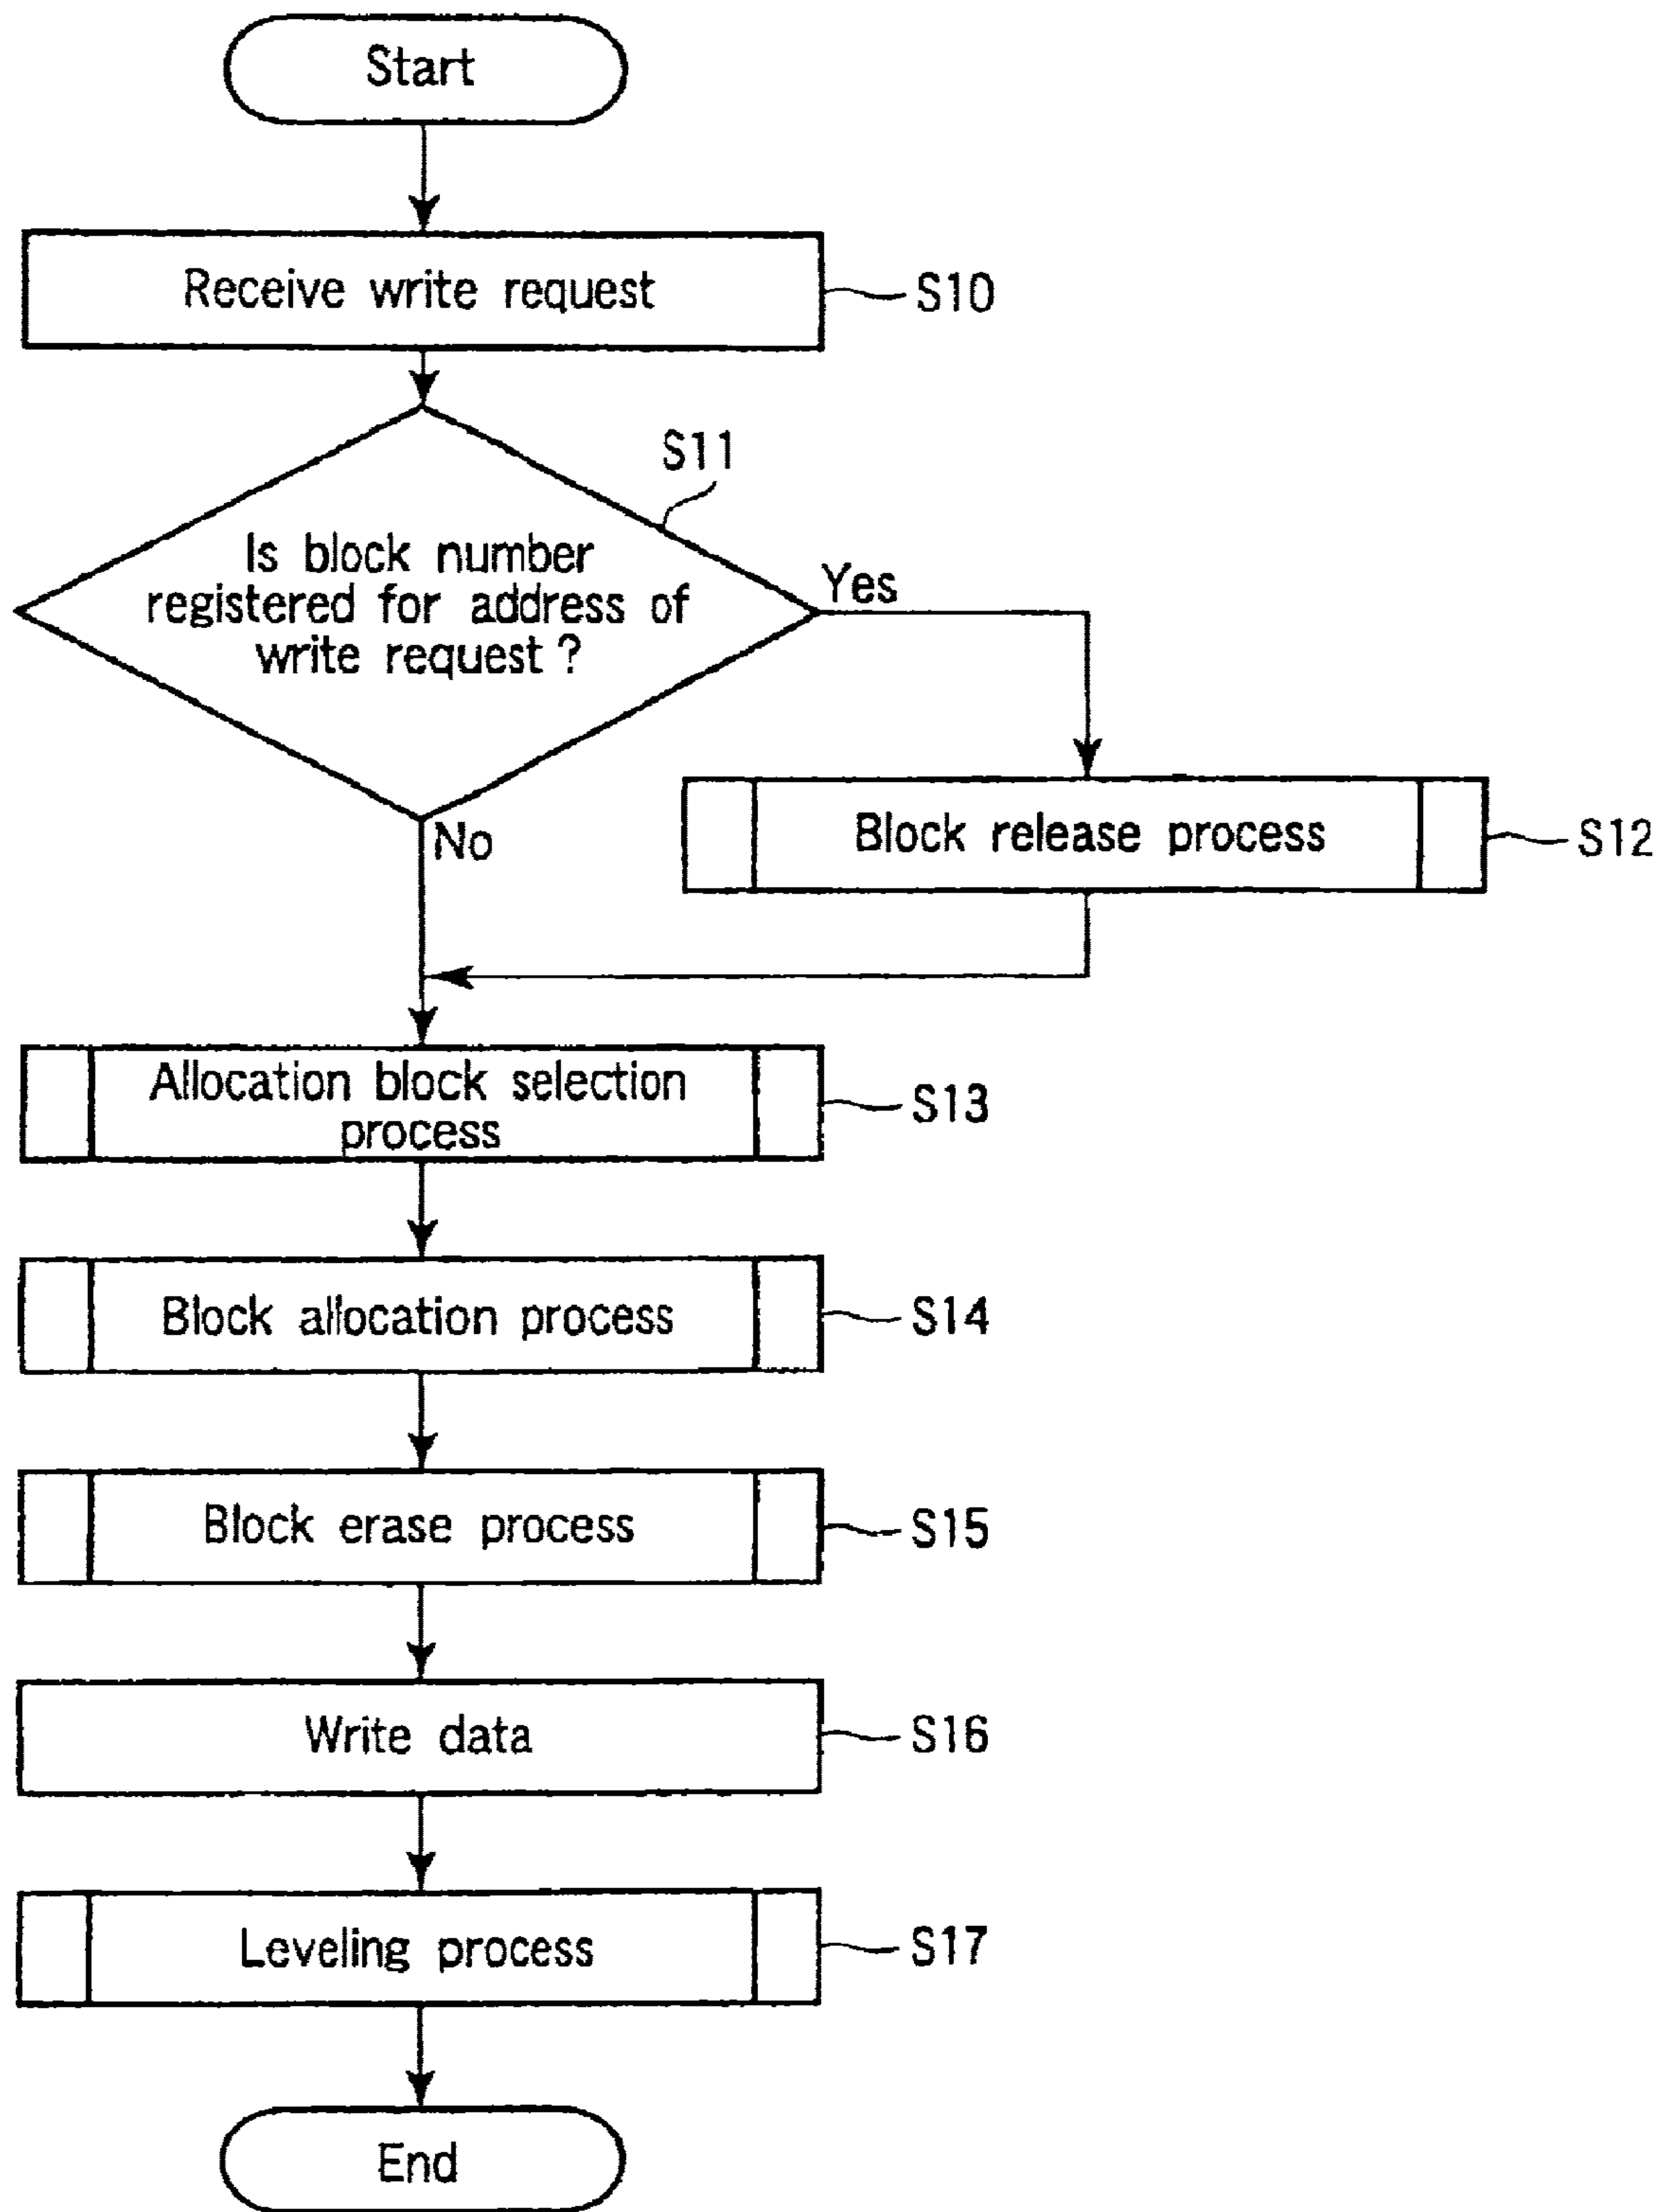 Start
Receive write request
S10
S11
Is block number
registered for address of
write request ?
Yes
No
Block release process
S12
Allocation block selection
process
S13
Block allocation process
S14
Block erase process
S15
Write data
S16
Leveling process
S17
End